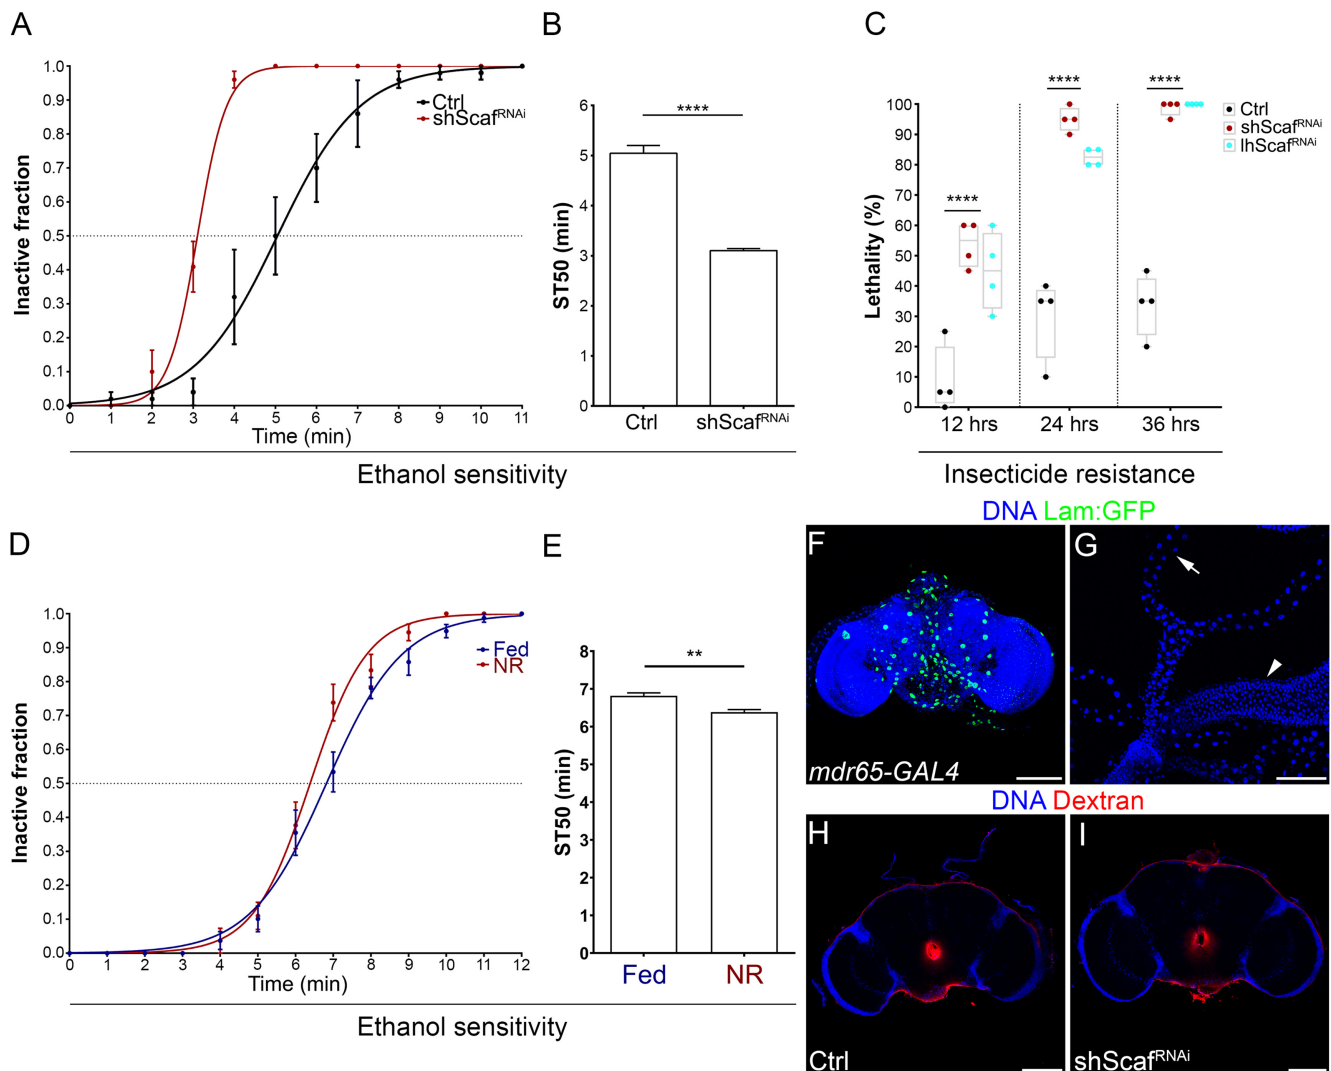 A
1.0
0.9
0.8
0.7
0.6
0.5
0.4
0.3
0.2
0.1
0.0
Inactive fraction
Ctrl
shScafRNAi
0 1 2 3 4 5 6 7 8 9 10 11
Time (min)
B
6
5
4
3
2
1
0
ST50 (min)
****
Ctrl shScafRNAi
Ethanol sensitivity
C
100
90
80
70
60
50
40
30
20
10
0
Lethality (%)
****
****
****
Ctrl
shScafRNAi
lhScafRNAi
12 hrs 24 hrs 36 hrs
Insecticide resistance
D
1.0
0.9
0.8
0.7
0.6
0.5
0.4
0.3
0.2
0.1
0.0
Inactive fraction
Fed
NR
0 1 2 3 4 5 6 7 8 9 10 11 12
Time (min)
E
8
7
6
5
4
3
2
1
0
ST50 (min)
**
Fed NR
Ethanol sensitivity
DNA Lam:GFP
F
mdr65-GAL4
G
DNA Dextran
H
Ctrl
I
shScafRNAi